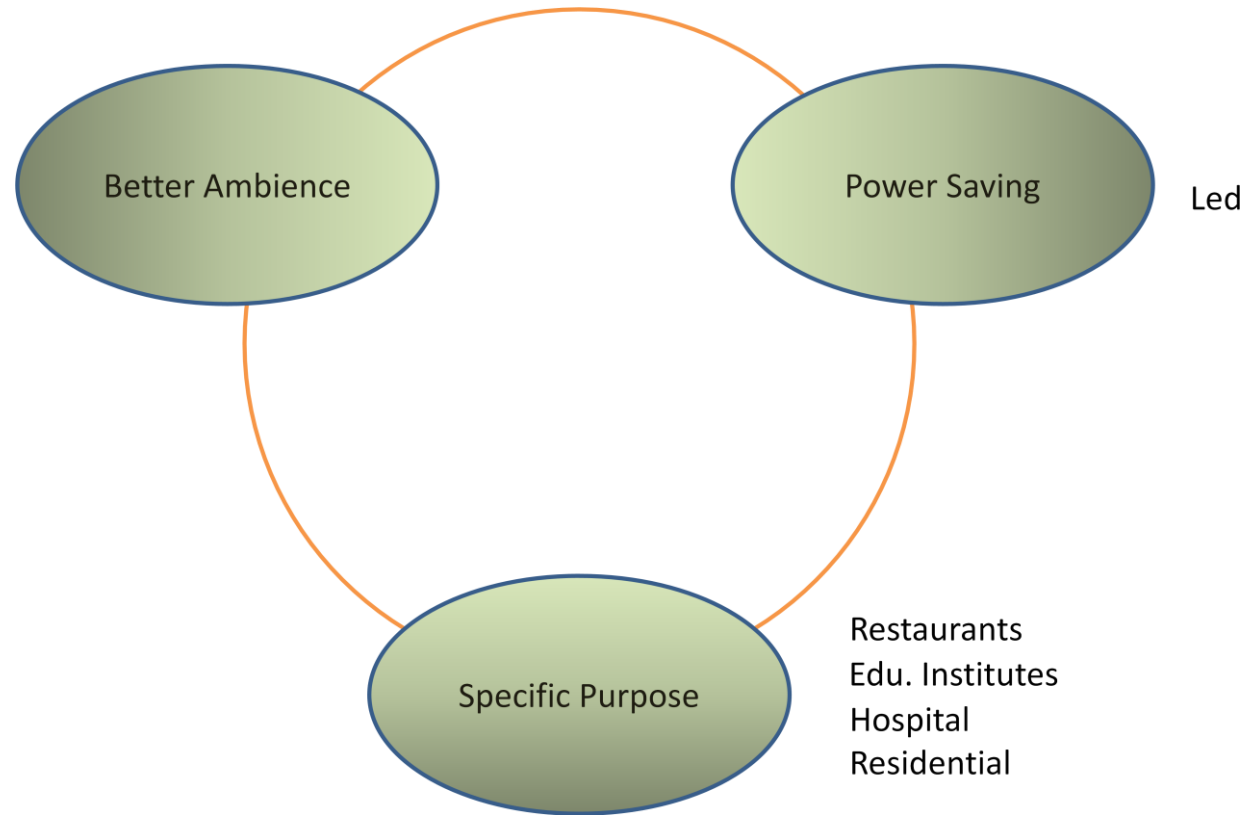 Better Ambience
Power Saving
Led
Specific Purpose
Restaurants
Edu. Institutes
Hospital
Residential